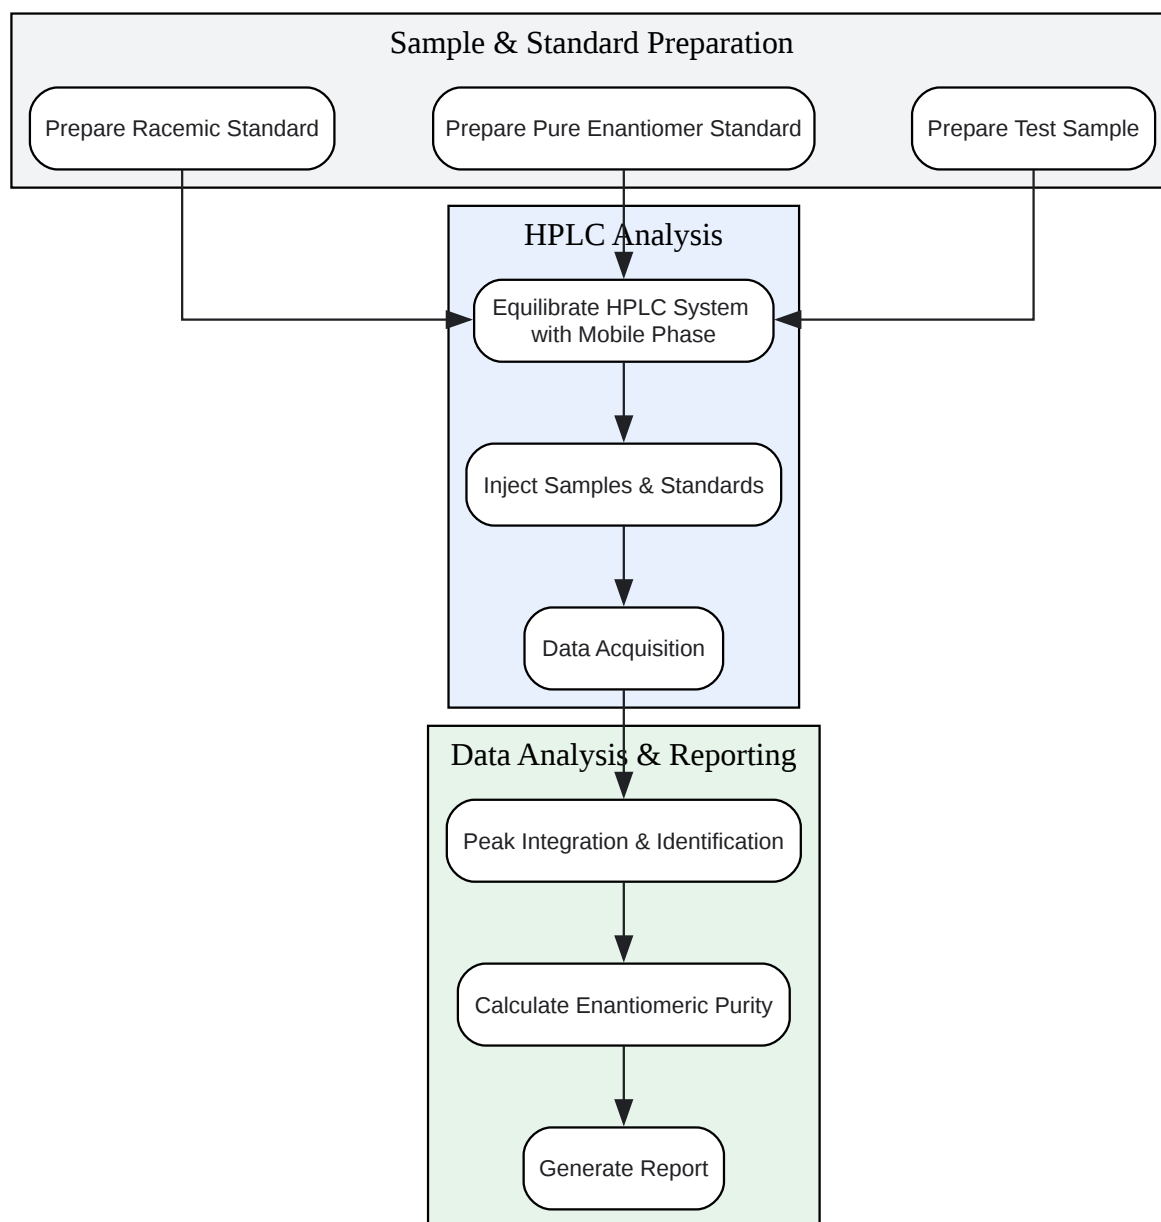 Sample & Standard Preparation
Prepare Racemic Standard
Prepare Pure Enantiomer Standard
Prepare Test Sample
HPLC Analysis
Equilibrate HPLC System
with Mobile Phase
Inject Samples & Standards
Data Acquisition
Data Analysis & Reporting
Peak Integration & Identification
Calculate Enantiomeric Purity
Generate Report